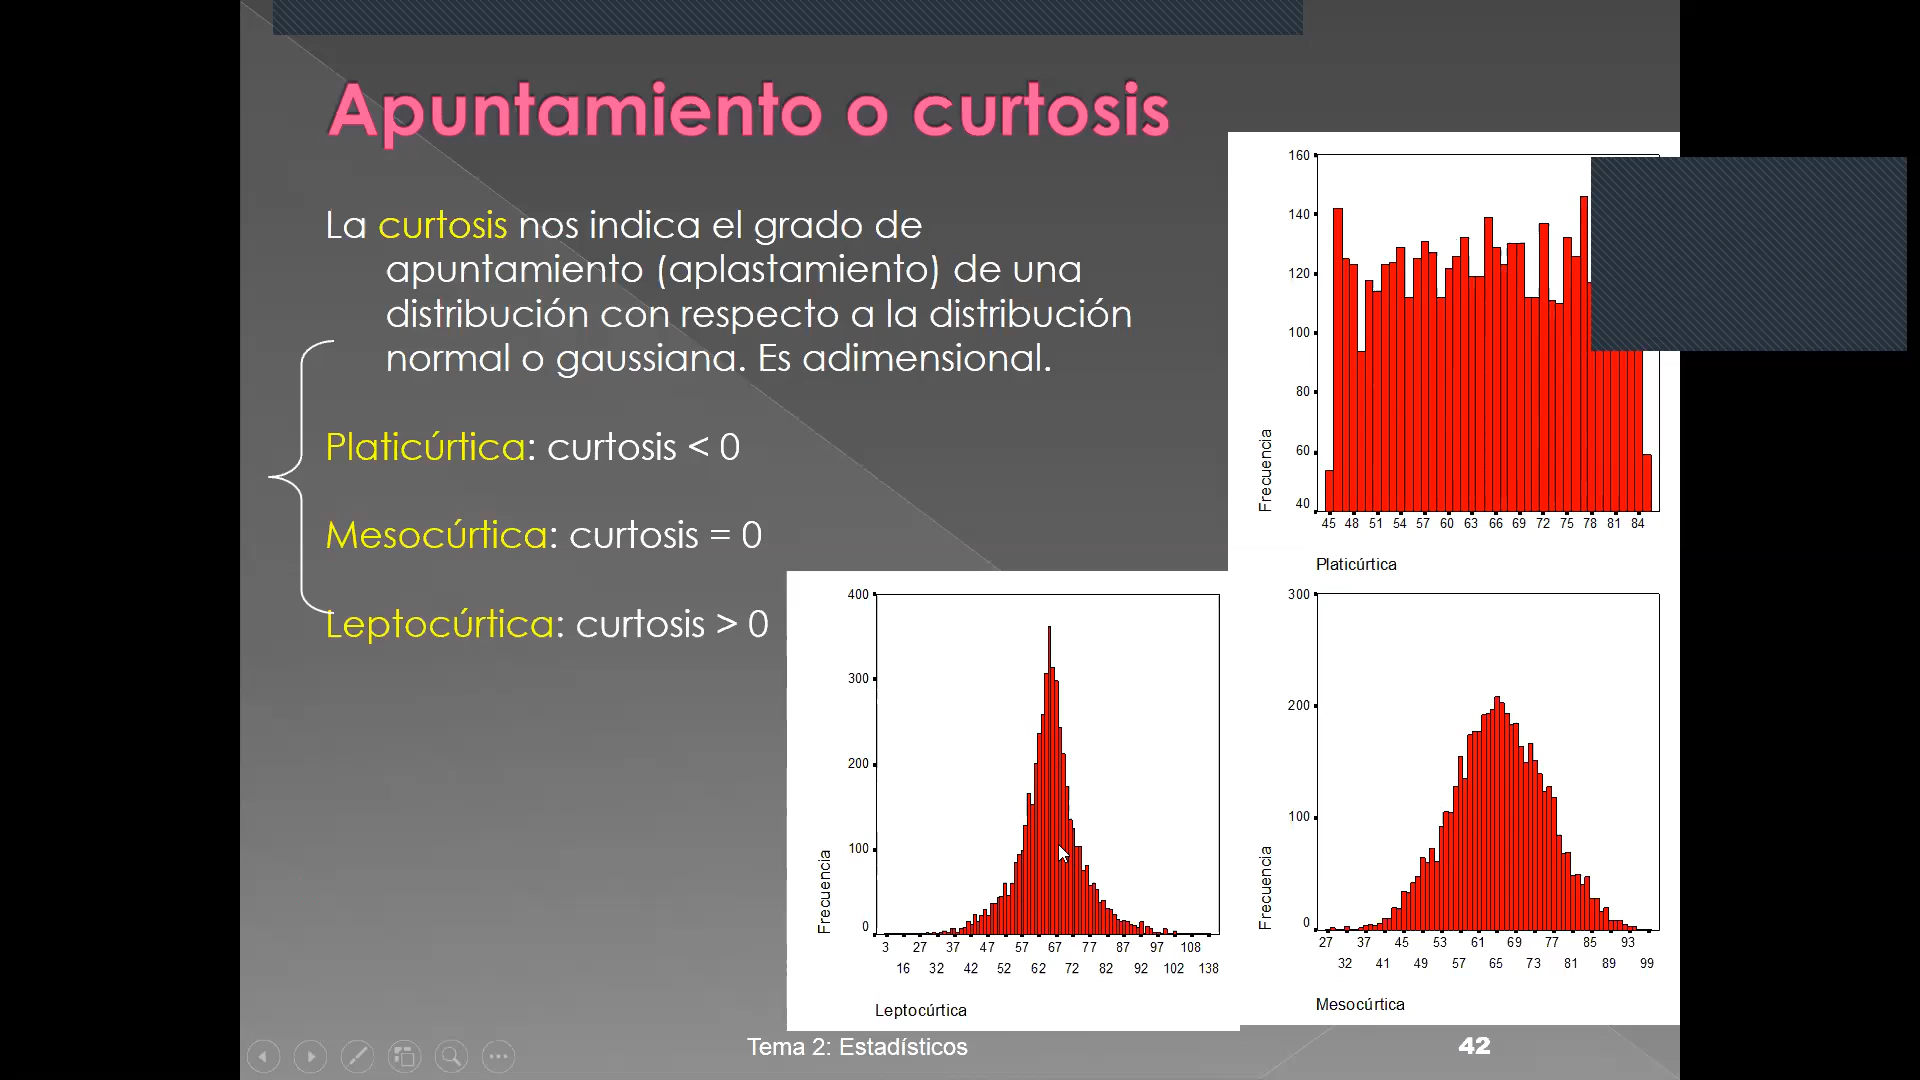 Apuntamiento o curtosis
La curtosis nos indica el grado de
apuntamiento (aplastamiento) de una
distribución con respecto a la distribución
normal o gaussiana. Es adimensional.
Platicúrtica: curtosis < 0
Mesocúrtica: curtosis = 0
Leptocúrtica: curtosis > 0
160
140
120
100
80
60
40
Frecuencia
45 48 51 54 57 60 63 66 69 72 75 78 81 84
Platicúrtica
400
300
200
100
0
Frecuencia
3 27 37 47 57 67 77 87 97 108
16 32 42 52 62 72 82 92 102 138
Leptocúrtica
300
200
100
0
Frecuencia
27 37 45 53 61 69 77 85 93
32 41 49 57 65 73 81 89 99
Mesocúrtica
Tema 2: Estadísticos
42